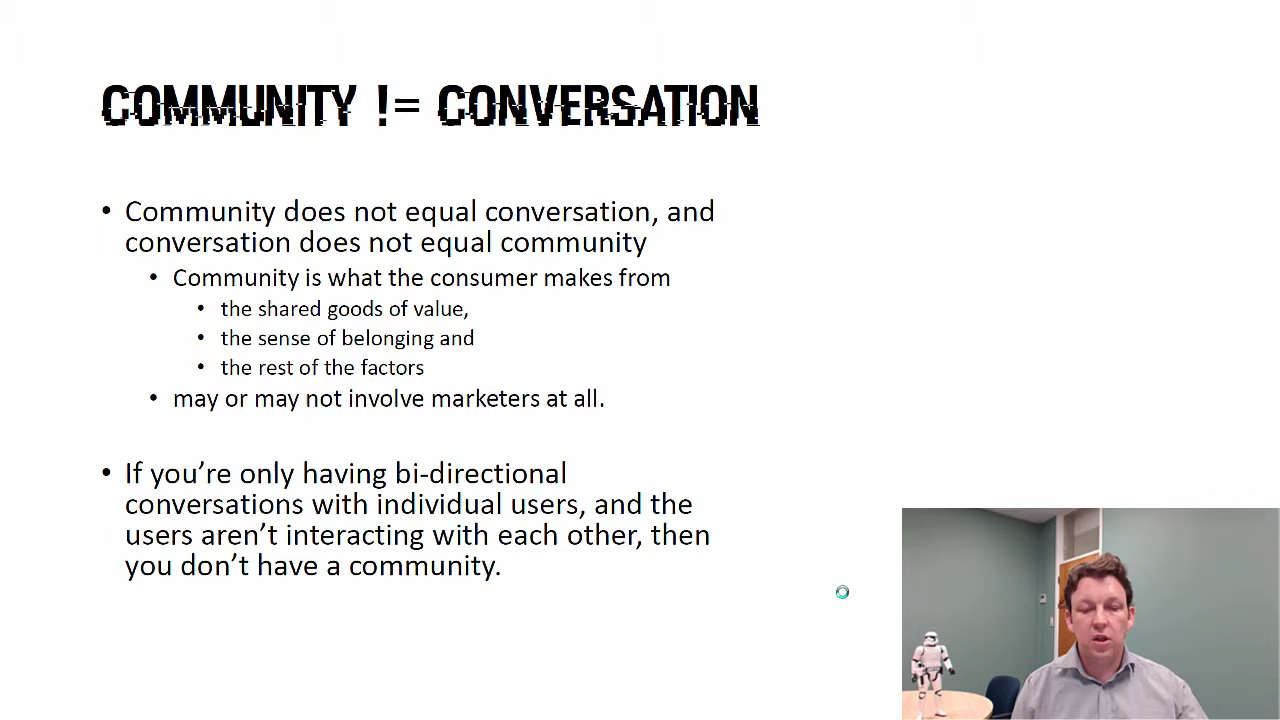 COMMUNITY != CONVERSATION
• Community does not equal conversation, and
conversation does not equal community
• Community is what the consumer makes from
• the shared goods of value,
• the sense of belonging and
• the rest of the factors
• may or may not involve marketers at all.
• If you’re only having bi-directional
conversations with individual users, and the
users aren’t interacting with each other, then
you don’t have a community.